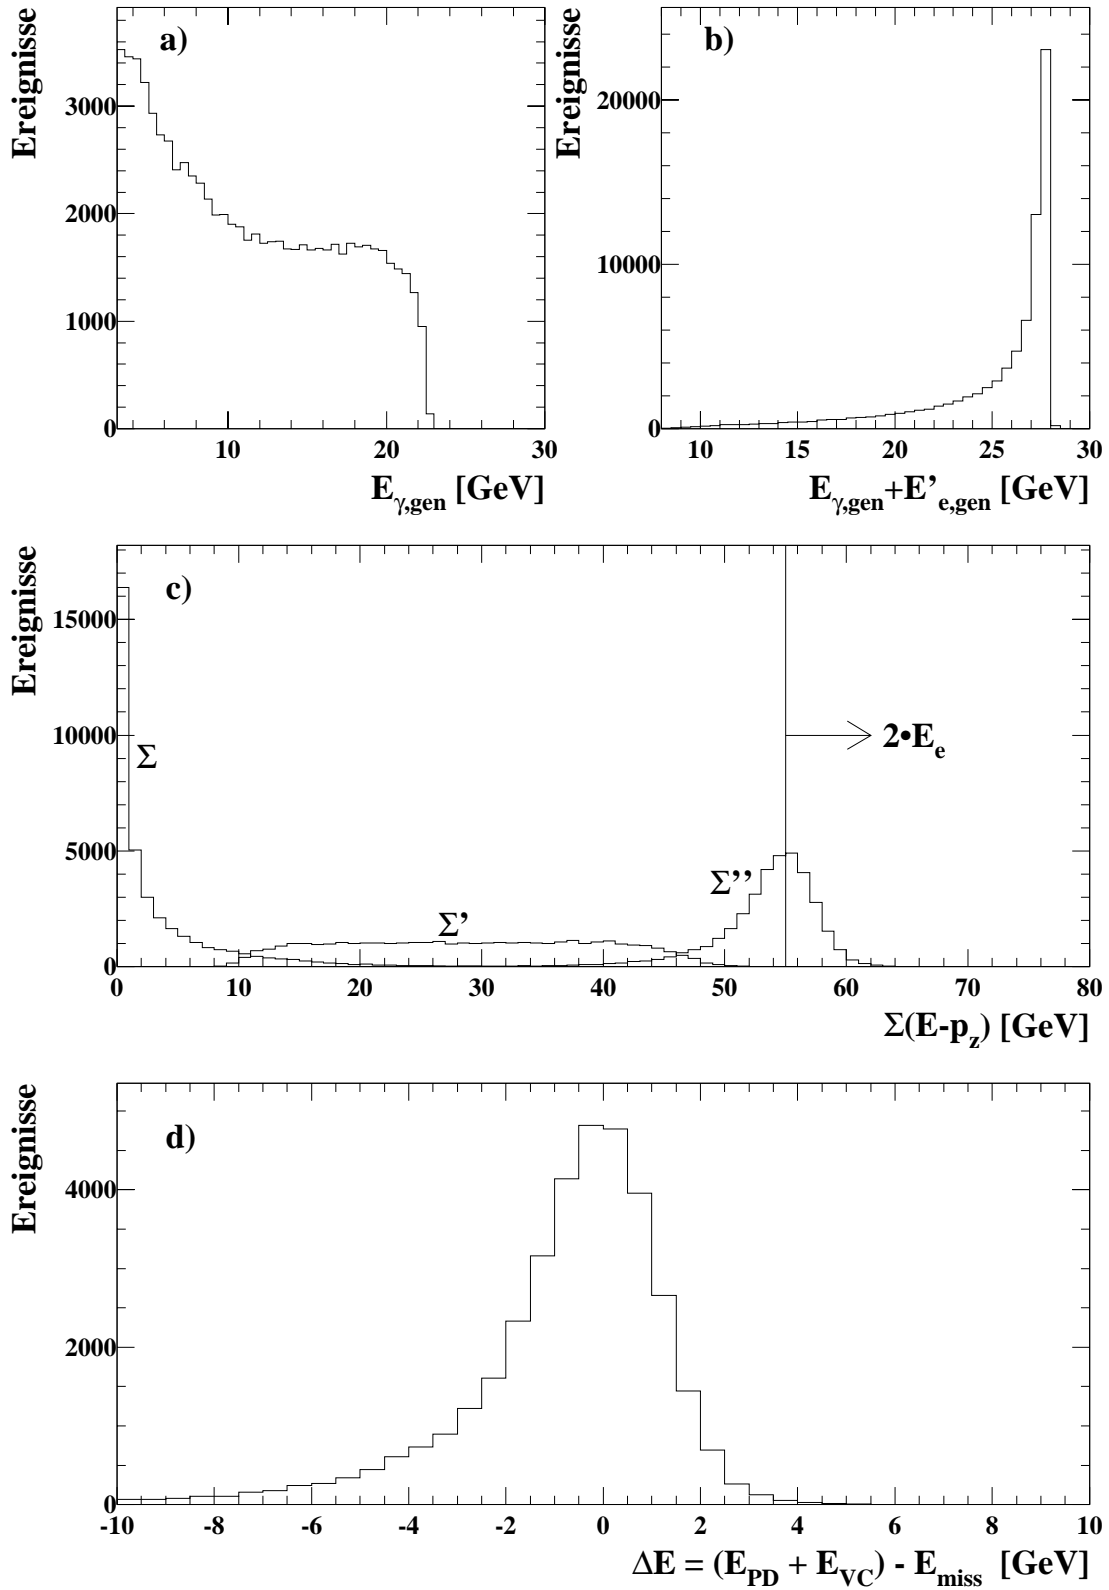 Ereignisse
a)
3000
2000
1000
0
10 20 30
E_γ,gen [GeV]
Ereignisse
b)
20000
10000
0
10 15 20 25 30
E_γ,gen+E’_e,gen [GeV]
Ereignisse
c)
15000
10000
5000
0
Σ
Σ’
Σ’’
2•E_e
0 10 20 30 40 50 60 70 80
Σ(E-p_z) [GeV]
Ereignisse
d)
4000
2000
0
-10 -8 -6 -4 -2 0 2 4 6 8 10
ΔE = (E_PD + E_VC) - E_miss [GeV]